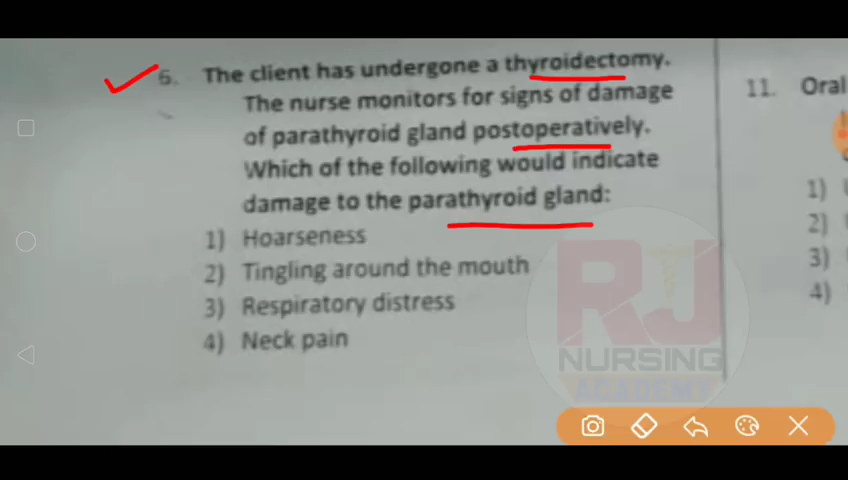 6. The client has undergone a thyroidectomy.
The nurse monitors for signs of damage
of parathyroid gland postoperatively.
Which of the following would indicate
damage to the parathyroid gland:
1) Hoarseness
2) Tingling around the mouth
3) Respiratory distress
4) Neck pain
11. Oral
1)
2)
3)
4)
RJ
NURSING
ACADEMY